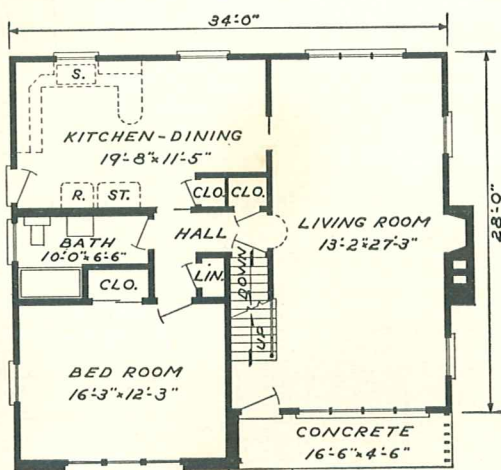 34'-0"
S.
KITCHEN-DINING
19'-8"x11'-5"
R. ST.
CLO. CLO.
BATH
10'-0"x6'-6"
HALL
LIVING ROOM
13'-2"x27'-3"
28'-0"
CLO.
LIN.
DOWN
UP
BED ROOM
16'-3"x12'-3"
CONCRETE
16'-6"x4'-6"